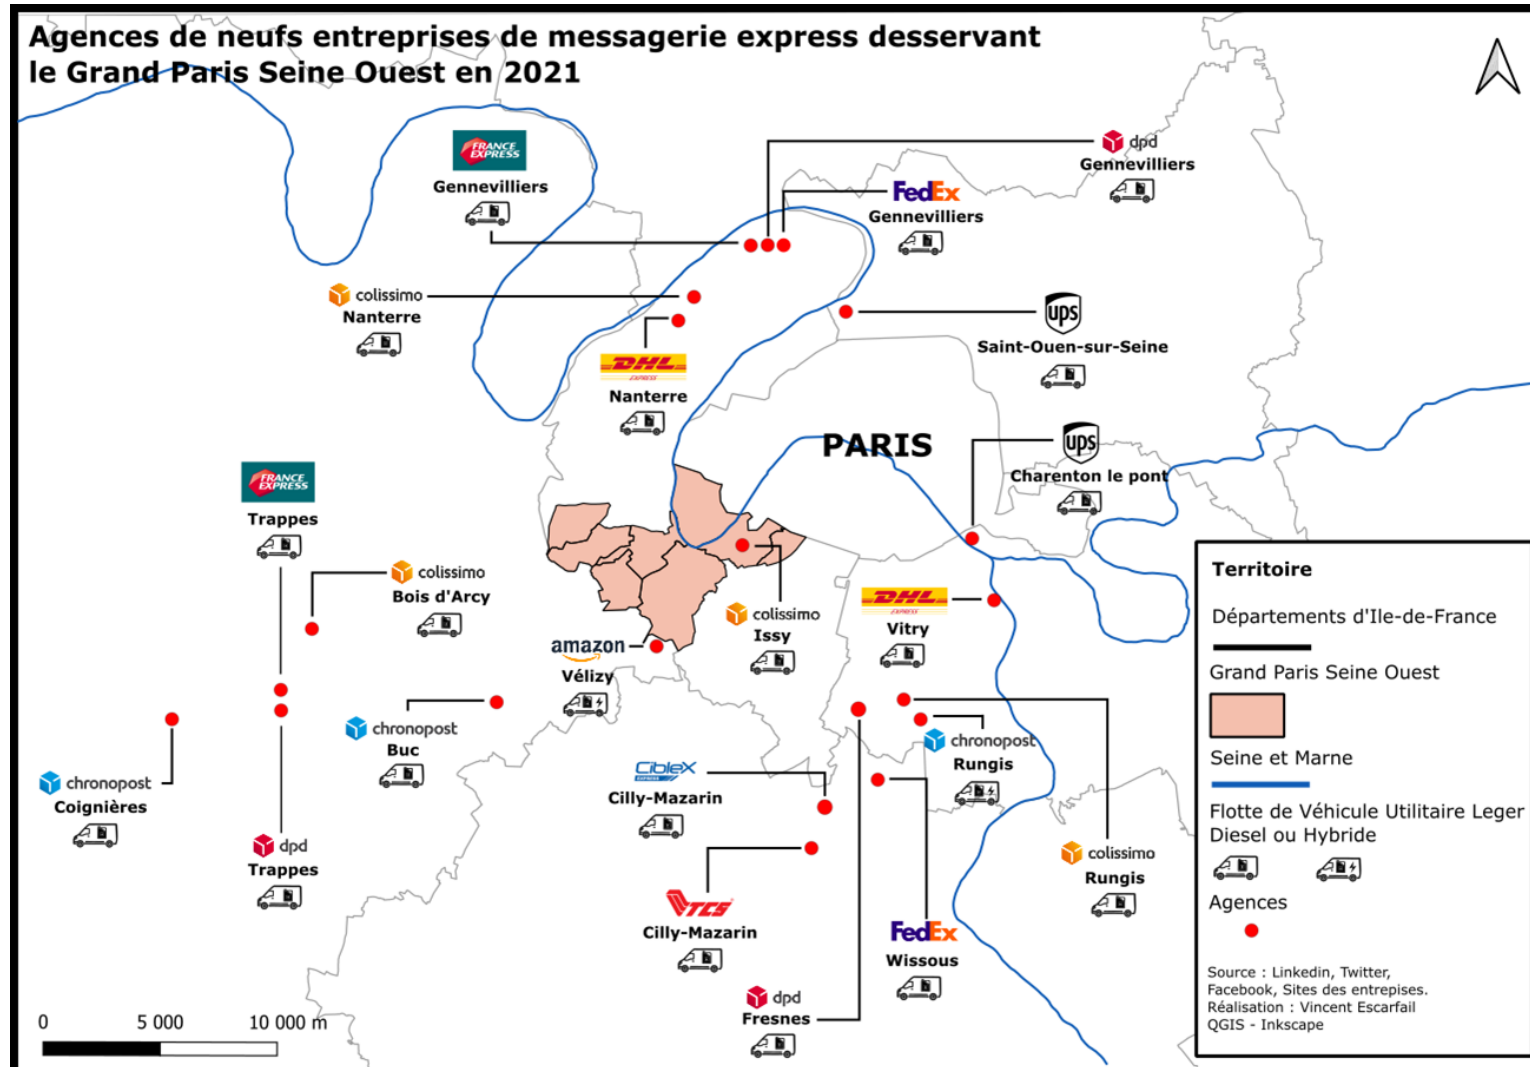 Agences de neufs entreprises de messagerie express desservant
le Grand Paris Seine Ouest en 2021
FRANCE
EXPRESS
Gennevilliers
dpd
Gennevilliers
FedEx
Gennevilliers
colissimo
Nanterre
DHL
EXPRESS
Nanterre
ups
Saint-Ouen-sur-Seine
PARIS
ups
Charenton le pont
FRANCE
EXPRESS
Trappes
colissimo
Bois d'Arcy
amazon
Vélizy
colissimo
Issy
DHL
EXPRESS
Vitry
chronopost
Buc
chronopost
Rungis
chronopost
Coignières
CibleX
EXPRESS
Cilly-Mazarin
dpd
Trappes
colissimo
Rungis
TCS
Cilly-Mazarin
FedEx
Wissous
dpd
Fresnes
0 5 000 10 000 m
Territoire
Départements d'Ile-de-France
Grand Paris Seine Ouest
Seine et Marne
Flotte de Véhicule Utilitaire Leger
Diesel ou Hybride
Agences
Source : Linkedin, Twitter,
Facebook, Sites des entrepises.
Réalisation : Vincent Escarfail
QGIS - Inkscape